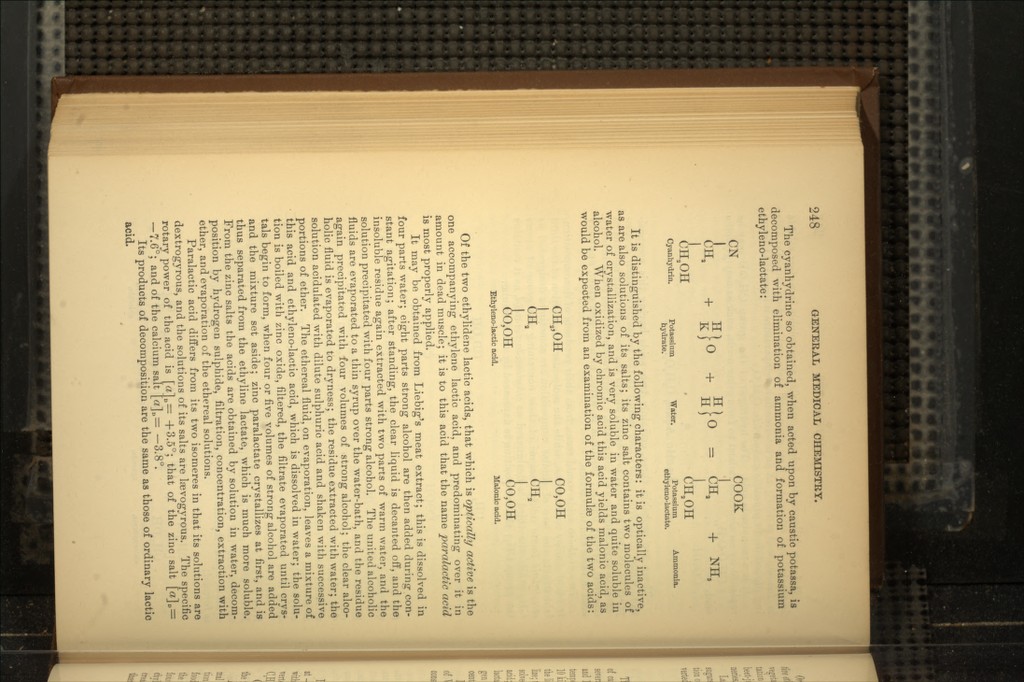 248 GENERAL MEDICAL CHEMISTRY.
The cyanhydrine so obtained, when acted upon by caustic potassa, is
decomposed with elimination of ammonia and formation of potassium
ethyleno-lactate:
CN COOK
| |
CH₂ + H}O + H}O = CH₂ + NH₃
| K} H} |
CH₂OH CH₂OH
Cyanhydrin. Potassium hydrate. Water. Potassium ethyleno-lactate. Ammonia.
It is distinguished by the following characters: it is optically inactive,
as are also solutions of its salts; its zinc salt contains two molecules of
water of crystallization, and is very soluble in water and quite soluble in
alcohol. When oxidized by chromic acid this acid yields malonic acid, as
would be expected from an examination of the formulæ of the two acids:
CH₂,OH CO,OH
| |
CH₂ CH₂
| |
CO,OH CO,OH
Ethyleno-lactic acid. Malonic acid.
Of the two ethylidene lactic acids, that which is optically active is the
one accompanying ethylene lactic acid, and predominating over it in
amount in dead muscle; it is to this acid that the name paralactic acid
is most properly applied.
It may be obtained from Liebig's meat extract; this is dissolved in
four parts water; eight parts strong alcohol are then added during con-
stant agitation; after standing, the clear liquid is decanted off, and the
insoluble residue again extracted with two parts of warm water, and the
solution precipitated with four parts strong alcohol. The united alcoholic
fluids are evaporated to a thin syrup over the water-bath, and the residue
again precipitated with four volumes of strong alcohol; the clear alco-
holic fluid is evaporated to dryness; the residue extracted with water; the
solution acidulated with dilute sulphuric acid and shaken with successive
portions of ether. The ethereal fluid, on evaporation, leaves a mixture of
this acid and ethyleno-lactic acid, which is dissolved in water; the solu-
tion is boiled with zinc oxide, filtered, the filtrate evaporated until crys-
tals begin to form, when four or five volumes of strong alcohol are added
and the mixture set aside; zinc paralactate crystallizes at first, and is
thus separated from the ethyline lactate, which is much more soluble.
From the zinc salts the acids are obtained by solution in water, decom-
position by hydrogen sulphide, filtration, concentration, extraction with
ether, and evaporation of the ethereal solutions.
Paralactic acid differs from its two isomeres in that its solutions are
dextrogyrous, and the solutions of its salts are lævogyrous. The specific
rotary power of the acid is [a]ᴅ= +3.5°; that of the zinc salt [a]ᴅ=
−7.6°; and of the calcium salt [a]ᴅ= −3.8°.
Its products of decomposition are the same as those of ordinary lactic
acid.